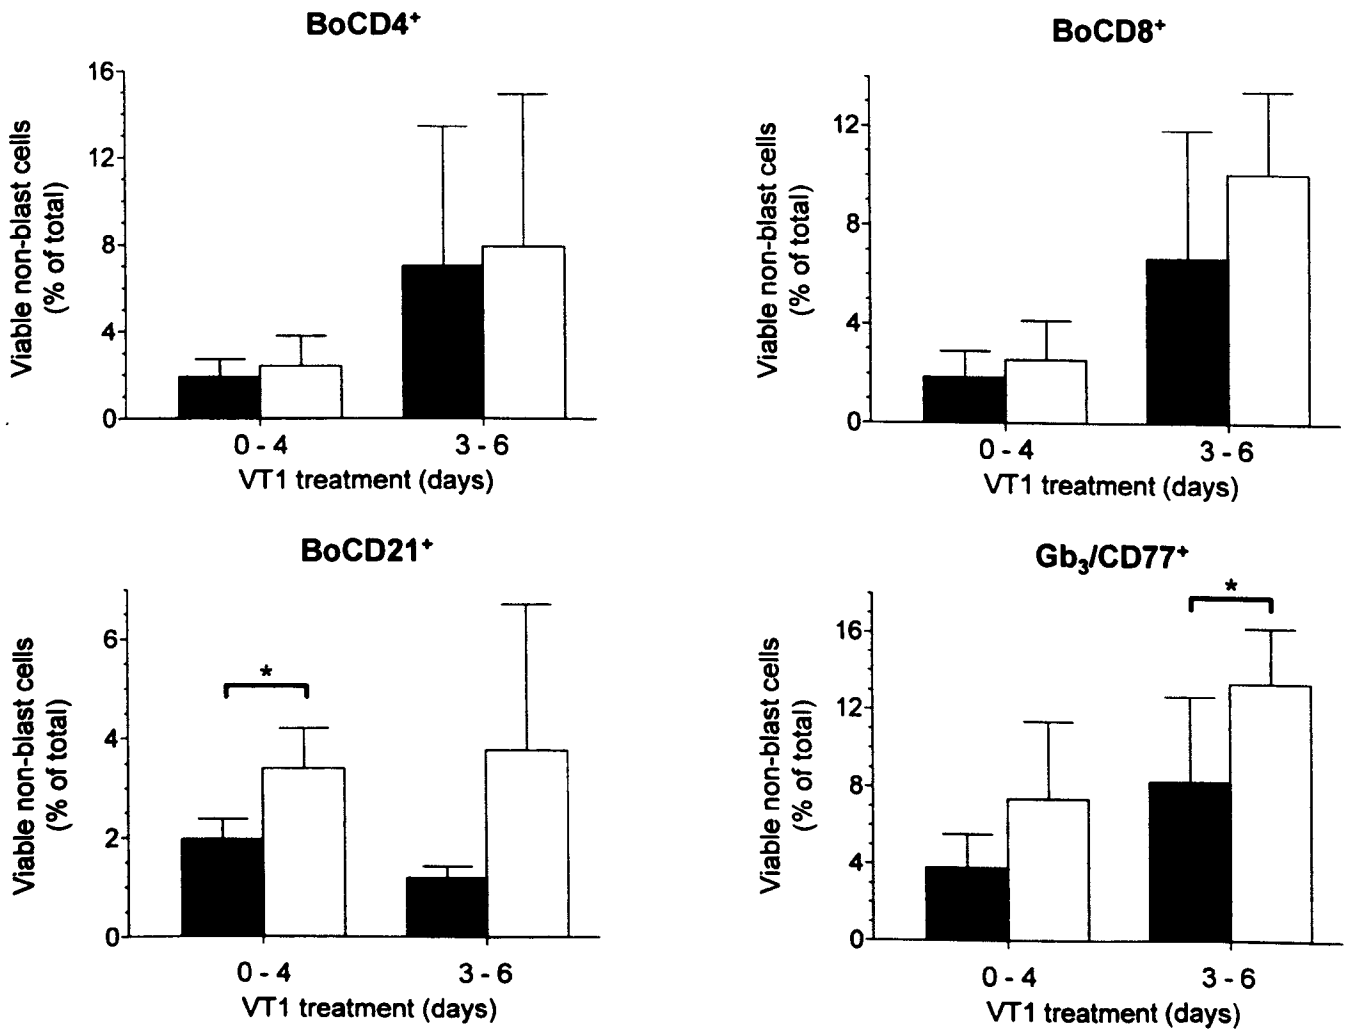 BoCD4⁺
Viable non-blast cells
(% of total)
16
12
8
4
0
0 - 4
3 - 6
VT1 treatment (days)
BoCD8⁺
Viable non-blast cells
(% of total)
12
8
4
0
0 - 4
3 - 6
VT1 treatment (days)
BoCD21⁺
Viable non-blast cells
(% of total)
6
4
2
0
*
0 - 4
3 - 6
VT1 treatment (days)
Gb₃/CD77⁺
Viable non-blast cells
(% of total)
16
12
8
4
0
*
0 - 4
3 - 6
VT1 treatment (days)